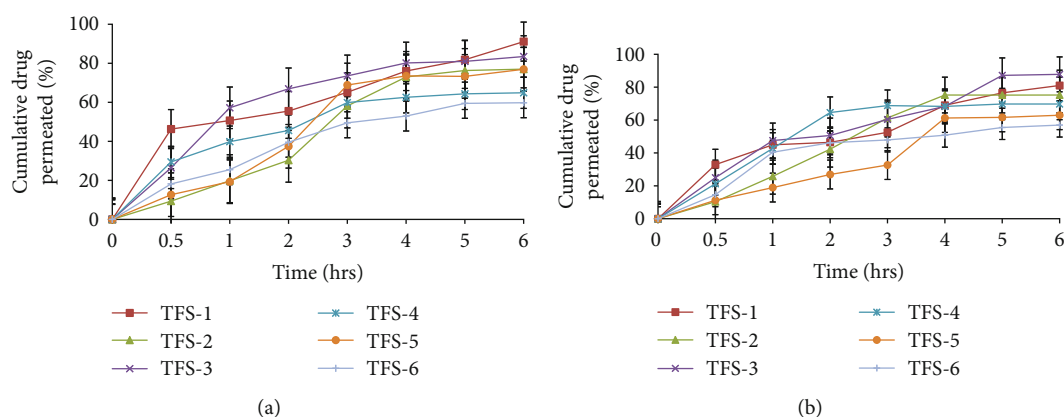 Cumulative drug
permeated (%)
100
80
60
40
20
0
0 0.5 1 2 3 4 5 6
Time (hrs)
TFS-1 TFS-4
TFS-2 TFS-5
TFS-3 TFS-6
(a)
Cumulative drug
permeated (%)
100
80
60
40
20
0
0 0.5 1 2 3 4 5 6
Time (hrs)
TFS-1 TFS-4
TFS-2 TFS-5
TFS-3 TFS-6
(b)